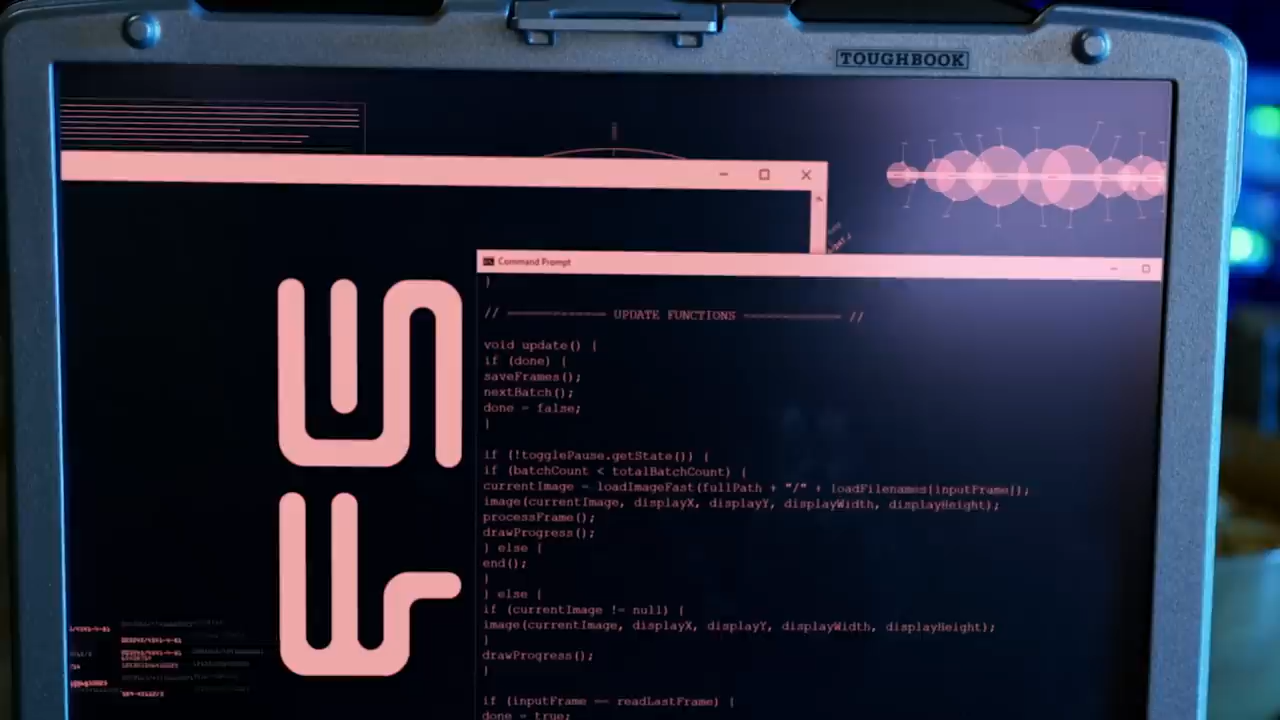 TOUGHBOOK
Command Prompt
}
// ─────────── UPDATE FUNCTIONS ─────────── //
void update() {
if (done) {
saveFrames();
nextBatch();
done = false;
}
if (!togglePause.getState()) {
if (batchCount < totalBatchCount) {
currentImage = loadImageFast(fullPath + "/" + loadFilenames[inputFrame]);
image(currentImage, displayX, displayY, displayWidth, displayHeight);
processFrame();
drawProgress();
} else {
end();
}
} else {
if (currentImage != null) {
image(currentImage, displayX, displayY, displayWidth, displayHeight);
}
drawProgress();
}
if (inputFrame == readLastFrame) {
done = true;